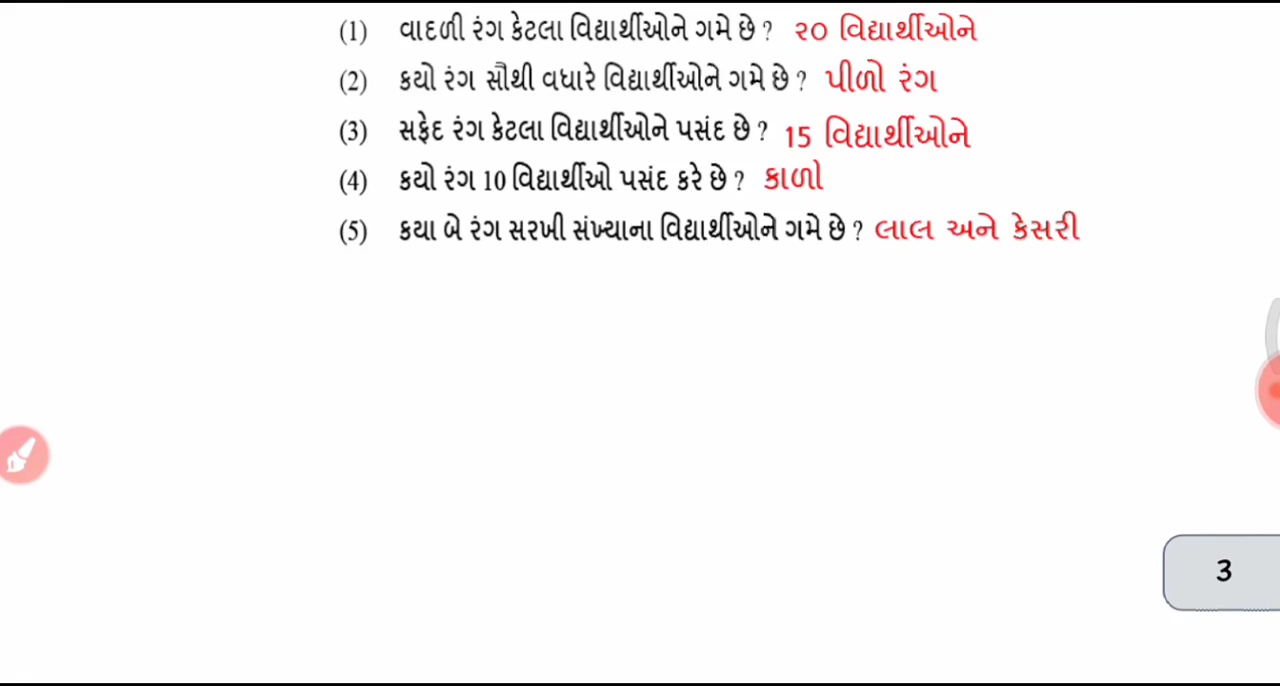 (1) વાદળી રંગ કેટલા વિદ્યાર્થીઓને ગમે છે ? ૨૦ વિદ્યાર્થીઓને
(2) કયો રંગ સૌથી વધારે વિદ્યાર્થીઓને ગમે છે ? પીળો રંગ
(3) સફેદ રંગ કેટલા વિદ્યાર્થીઓને પસંદ છે ? 15 વિદ્યાર્થીઓને
(4) કયો રંગ 10 વિદ્યાર્થીઓ પસંદ કરે છે ? કાળો
(5) કયા બે રંગ સરખી સંખ્યાના વિદ્યાર્થીઓને ગમે છે ? લાલ અને કેસરી
3